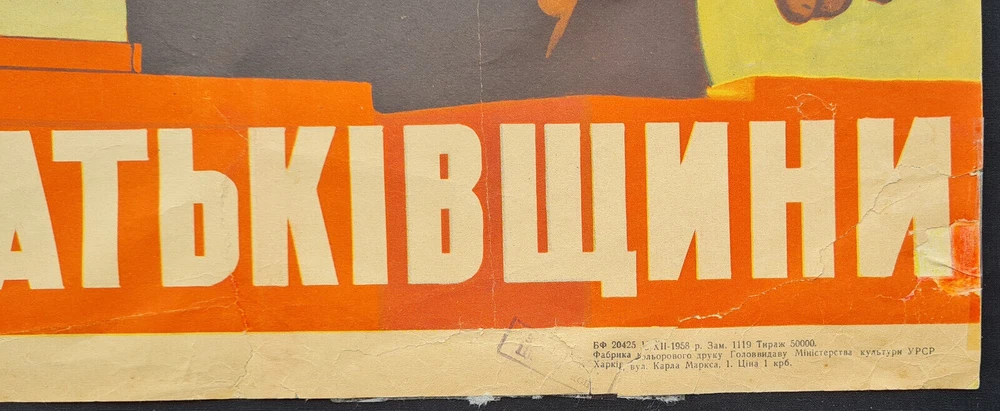 АТЬКІВЩИНИ
БФ 20425 XII-1958 р. Зам. 1119 Тираж 50000.
Фабрика кольорового друку Головвидаву Міністерства культури УРСР
Харків, вул. Карла Маркса, 1. Ціна 1 крб.